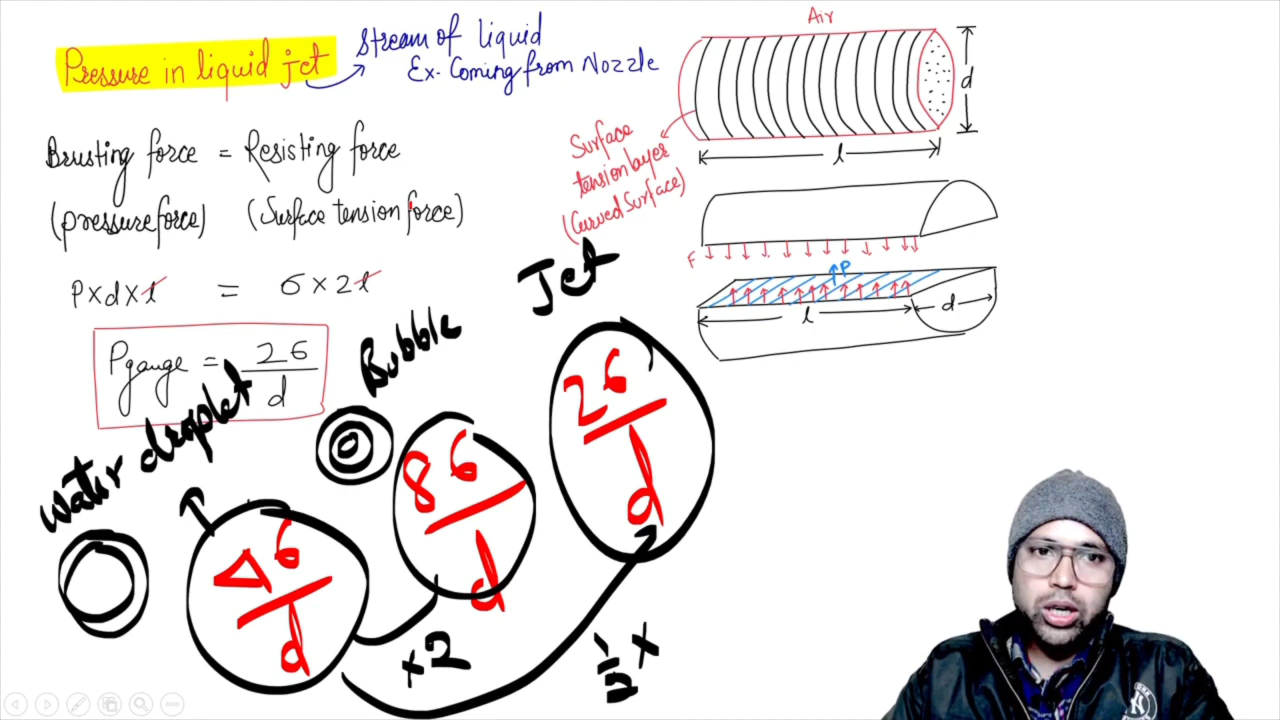 Pressure in liquid jet
Stream of liquid
Ex- Coming from Nozzle
Brusting force = Resisting force
(pressure force) (Surface tension force)
P×d×l = σ×2l
Pgauge = 2σ/d
Air
d
l
Surface
tension layer
(Curved Surface)
F
P
l
d
Jet
Bubble
water droplet
4σ/d
8σ/d
2σ/d
×2
1/2 ×